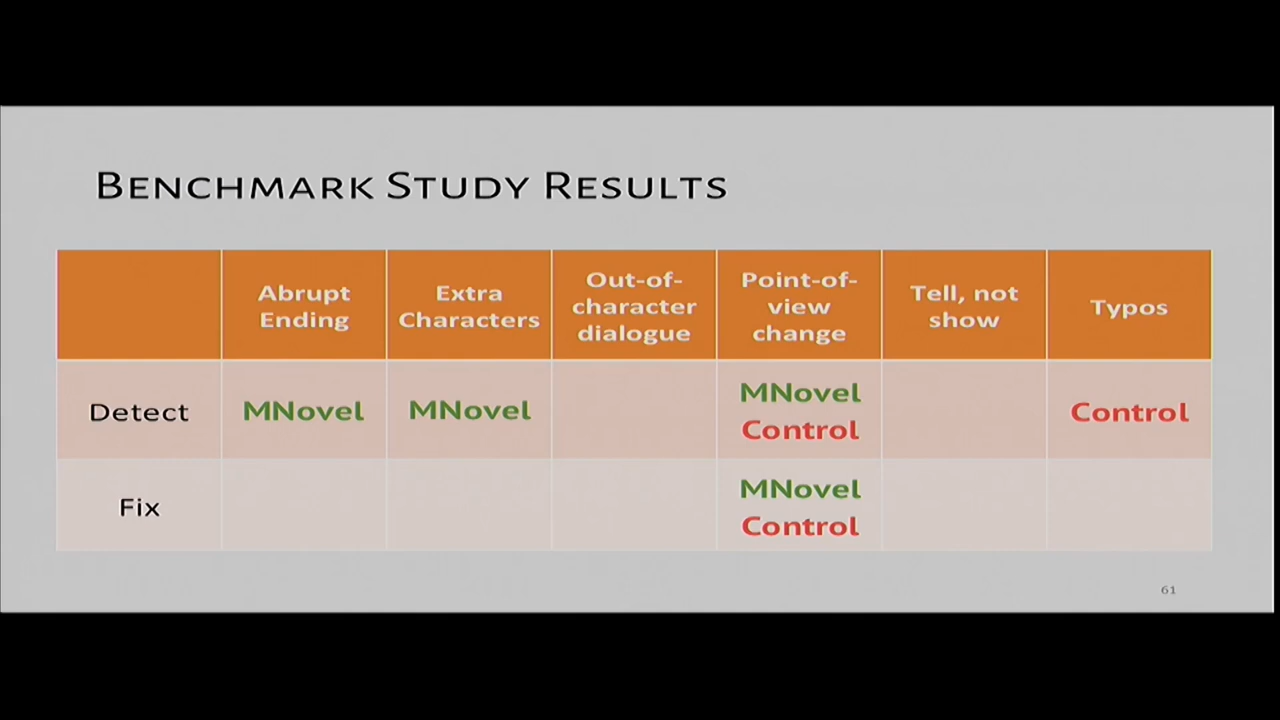 BENCHMARK STUDY RESULTS
Abrupt
Ending
Extra
Characters
Out-of-
character
dialogue
Point-of-
view
change
Tell, not
show
Typos
Detect
MNovel
MNovel
MNovel
Control
Control
Fix
MNovel
Control
61